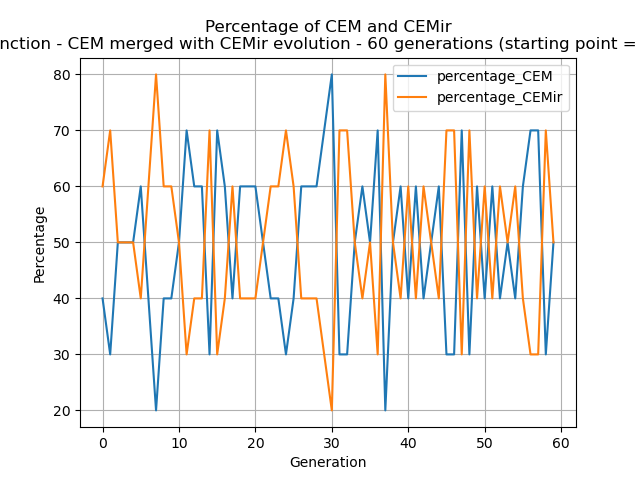 Percentage of CEM and CEMir
nction - CEM merged with CEMir evolution - 60 generations (starting point =
percentage_CEM
percentage_CEMir
80
70
60
50
40
30
20
Percentage
0 10 20 30 40 50 60
Generation